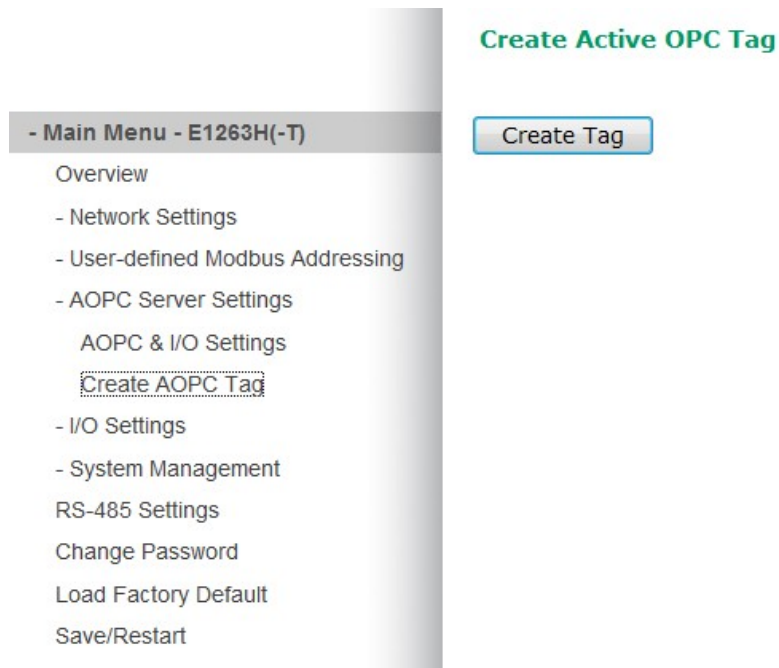 - Main Menu - E1263H(-T)
Overview
- Network Settings
- User-defined Modbus Addressing
- AOPC Server Settings
AOPC & I/O Settings
Create AOPC Tag
- I/O Settings
- System Management
RS-485 Settings
Change Password
Load Factory Default
Save/Restart
Create Active OPC Tag
Create Tag